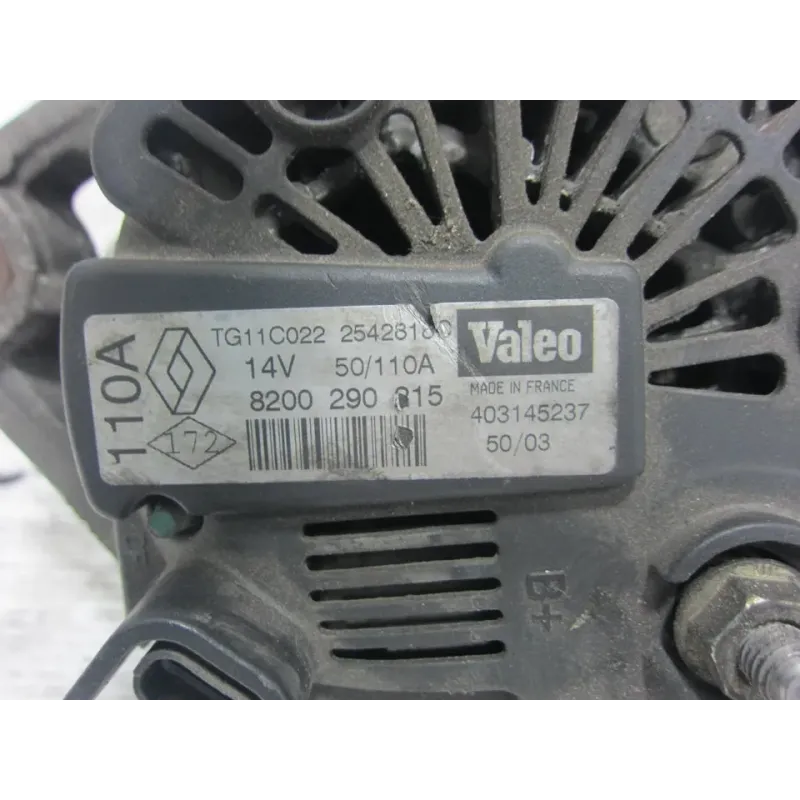 110A
TG11C022
14V 50/110A
8200 290
172
Valeo
MADE IN FRANCE
403145237
50/03
B+